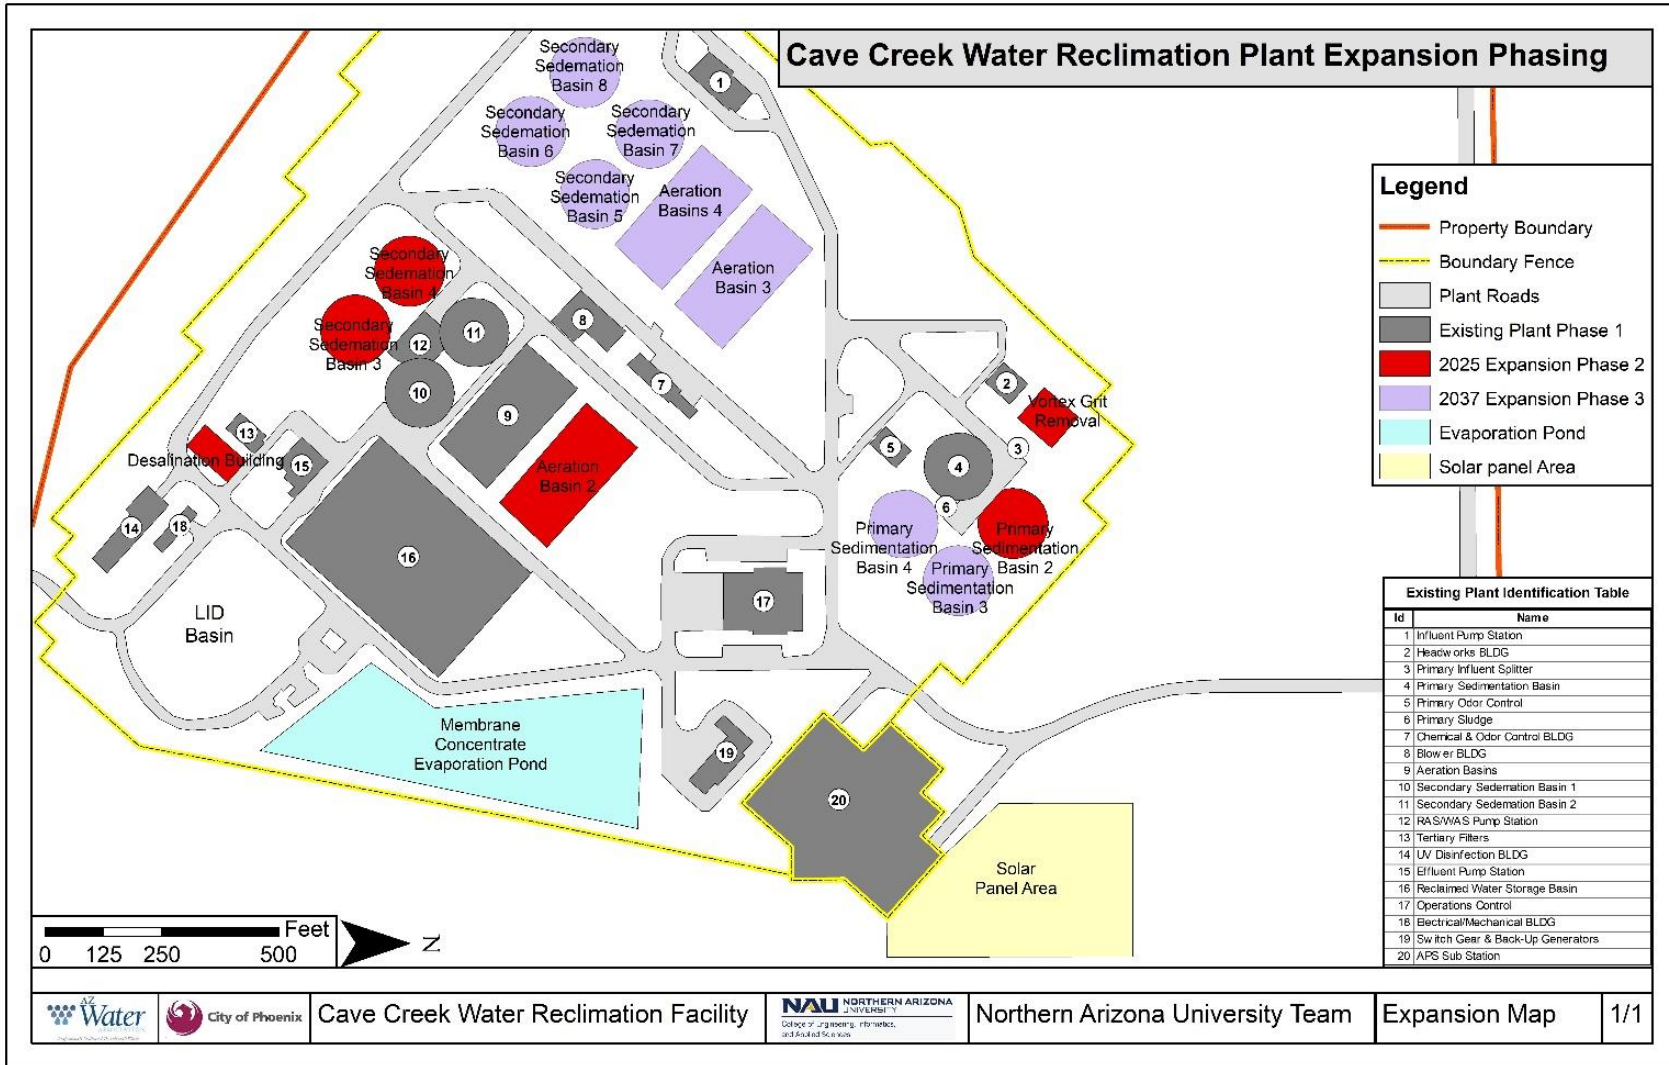 Cave Creek Water Reclimation Plant Expansion Phasing
Secondary
Sedemation
Basin 8
Secondary
Sedemation
Basin 6
Secondary
Sedemation
Basin 7
Secondary
Sedemation
Basin 5
Aeration
Basins 4
Aeration
Basin 3
1
Secondary
Sedemation
Basin 4
Secondary
Sedemation
Basin 3
11
12
10
8
7
9
Aeration
Basin 2
2
Vortex Grit
Removal
3
5
4
6
Primary
Sedimentation
Basin 4
Primary
Sedimentation
Basin 2
Primary
Sedimentation
Basin 3
13
Desalination Building
15
14
18
16
17
LID
Basin
Membrane
Concentrate
Evaporation Pond
19
20
Solar
Panel Area
Legend
Property Boundary
Boundary Fence
Plant Roads
Existing Plant Phase 1
2025 Expansion Phase 2
2037 Expansion Phase 3
Evaporation Pond
Solar panel Area
Existing Plant Identification Table
Id Name
1 Influent Pump Station
2 Headworks BLDG
3 Primary Influent Splitter
4 Primary Sedimentation Basin
5 Primary Odor Control
6 Primary Sludge
7 Chemical & Odor Control BLDG
8 Blower BLDG
9 Aeration Basins
10 Secondary Sedemation Basin 1
11 Secondary Sedemation Basin 2
12 RAS/WAS Pump Station
13 Tertiary Filters
14 UV Disinfection BLDG
15 Effluent Pump Station
16 Reclaimed Water Storage Basin
17 Operations Control
18 Electrical/Mechanical BLDG
19 Switch Gear & Back-Up Generators
20 APS Sub Station
Feet
0 125 250 500
N
AZ
Water
ASSOCIATION
City of Phoenix
Cave Creek Water Reclamation Facility
NAU NORTHERN ARIZONA
UNIVERSITY
College of Engineering, Informatics,
and Applied Sciences
Northern Arizona University Team
Expansion Map
1/1